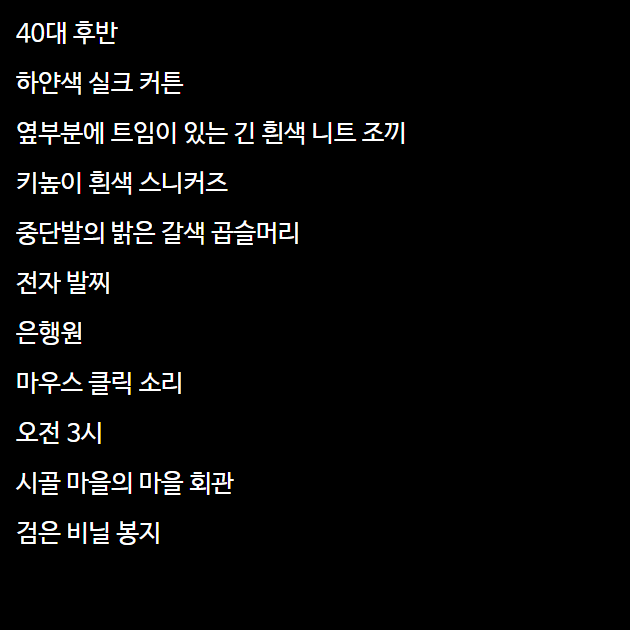 40대 후반
하얀색 실크 커튼
옆부분에 트임이 있는 긴 흰색 니트 조끼
키높이 흰색 스니커즈
중단발의 밝은 갈색 곱슬머리
전자 발찌
은행원
마우스 클릭 소리
오전 3시
시골 마을의 마을 회관
검은 비닐 봉지